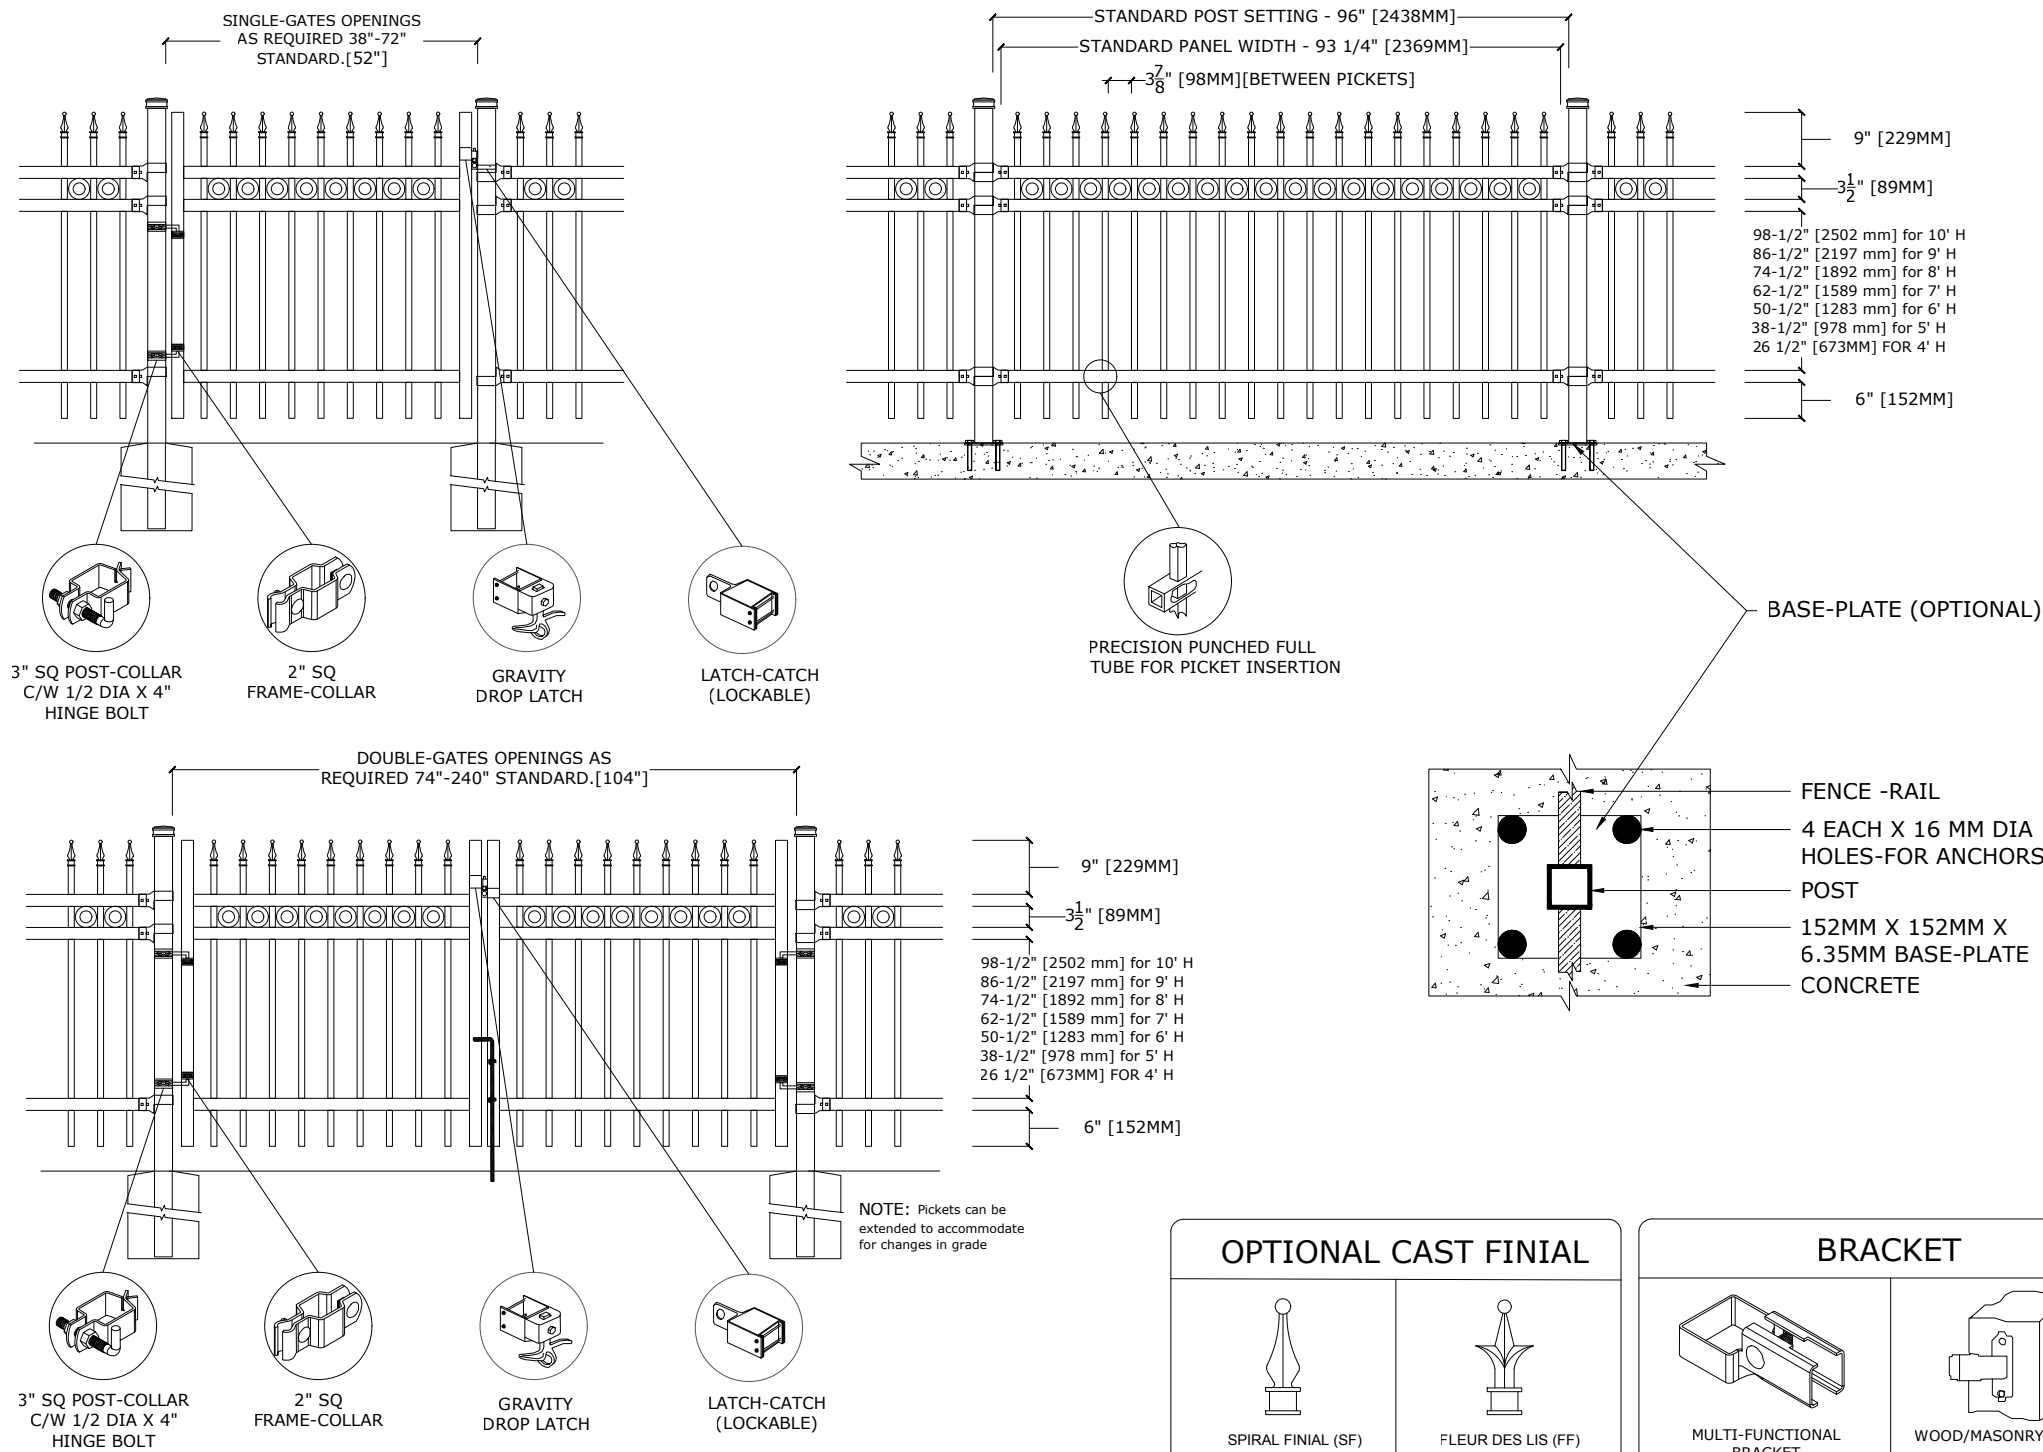 SINGLE-GATES OPENINGS
AS REQUIRED 38"-72"
STANDARD.[52"]
STANDARD POST SETTING - 96" [2438MM]
STANDARD PANEL WIDTH - 93 1/4" [2369MM]
3 7/8" [98MM][BETWEEN PICKETS]
9" [229MM]
3 1/2" [89MM]
98-1/2" [2502 mm] for 10' H
86-1/2" [2197 mm] for 9' H
74-1/2" [1892 mm] for 8' H
62-1/2" [1589 mm] for 7' H
50-1/2" [1283 mm] for 6' H
38-1/2" [978 mm] for 5' H
26 1/2" [673MM] FOR 4' H
6" [152MM]
3" SQ POST-COLLAR
C/W 1/2 DIA X 4"
HINGE BOLT
2" SQ
FRAME-COLLAR
GRAVITY
DROP LATCH
LATCH-CATCH
(LOCKABLE)
PRECISION PUNCHED FULL
TUBE FOR PICKET INSERTION
BASE-PLATE (OPTIONAL)
FENCE -RAIL
4 EACH X 16 MM DIA
HOLES-FOR ANCHORS
POST
152MM X 152MM X
6.35MM BASE-PLATE
CONCRETE
DOUBLE-GATES OPENINGS AS
REQUIRED 74"-240" STANDARD.[104"]
9" [229MM]
3 1/2" [89MM]
98-1/2" [2502 mm] for 10' H
86-1/2" [2197 mm] for 9' H
74-1/2" [1892 mm] for 8' H
62-1/2" [1589 mm] for 7' H
50-1/2" [1283 mm] for 6' H
38-1/2" [978 mm] for 5' H
26 1/2" [673MM] FOR 4' H
6" [152MM]
NOTE: Pickets can be
extended to accommodate
for changes in grade
3" SQ POST-COLLAR
C/W 1/2 DIA X 4"
HINGE BOLT
2" SQ
FRAME-COLLAR
GRAVITY
DROP LATCH
LATCH-CATCH
(LOCKABLE)
OPTIONAL CAST FINIAL
SPIRAL FINIAL (SF)
FLEUR DES LIS (FF)
BRACKET
MULTI-FUNCTIONAL
BRACKET
WOOD/MASONRY